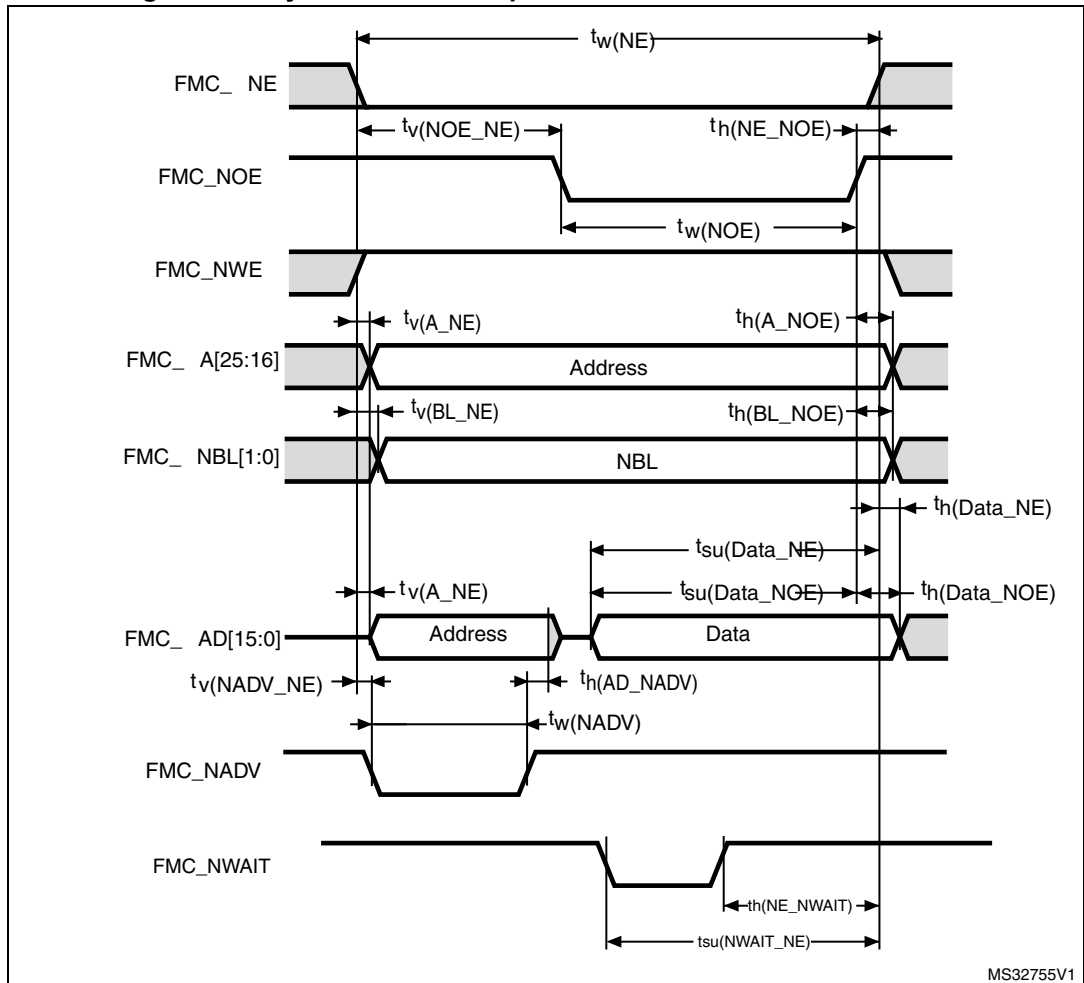 tw(NE)
FMC_ NE
tv(NOE_NE)
th(NE_NOE)
FMC_NOE
tw(NOE)
FMC_NWE
tv(A_NE)
th(A_NOE)
FMC_ A[25:16]
Address
tv(BL_NE)
th(BL_NOE)
FMC_ NBL[1:0]
NBL
th(Data_NE)
tsu(Data_NE)
tv(A_NE)
tsu(Data_NOE)
th(Data_NOE)
FMC_ AD[15:0]
Address
Data
tv(NADV_NE)
th(AD_NADV)
tw(NADV)
FMC_NADV
FMC_NWAIT
th(NE_NWAIT)
tsu(NWAIT_NE)
MS32755V1